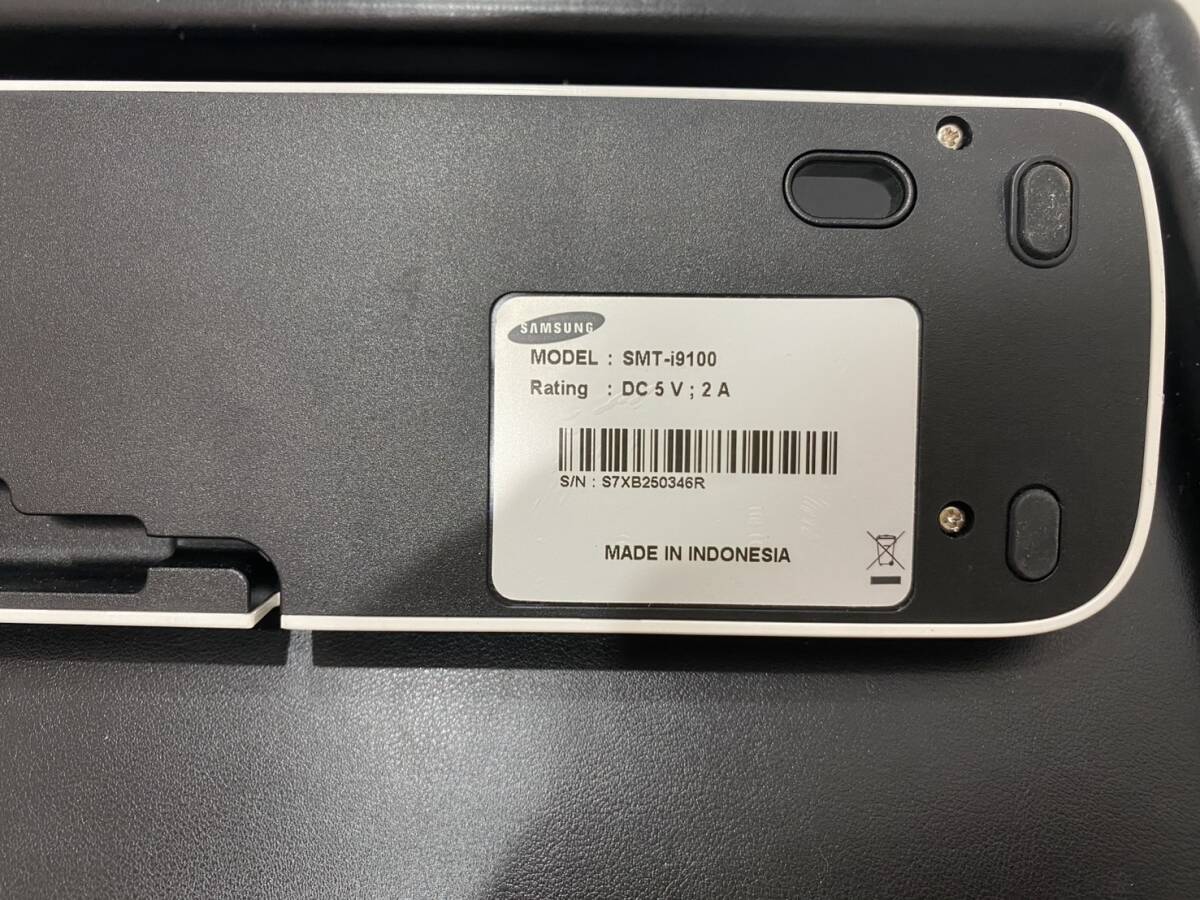 SAMSUNG
MODEL : SMT-i9100
Rating : DC 5 V ; 2 A
S/N : S7XB250346R
MADE IN INDONESIA